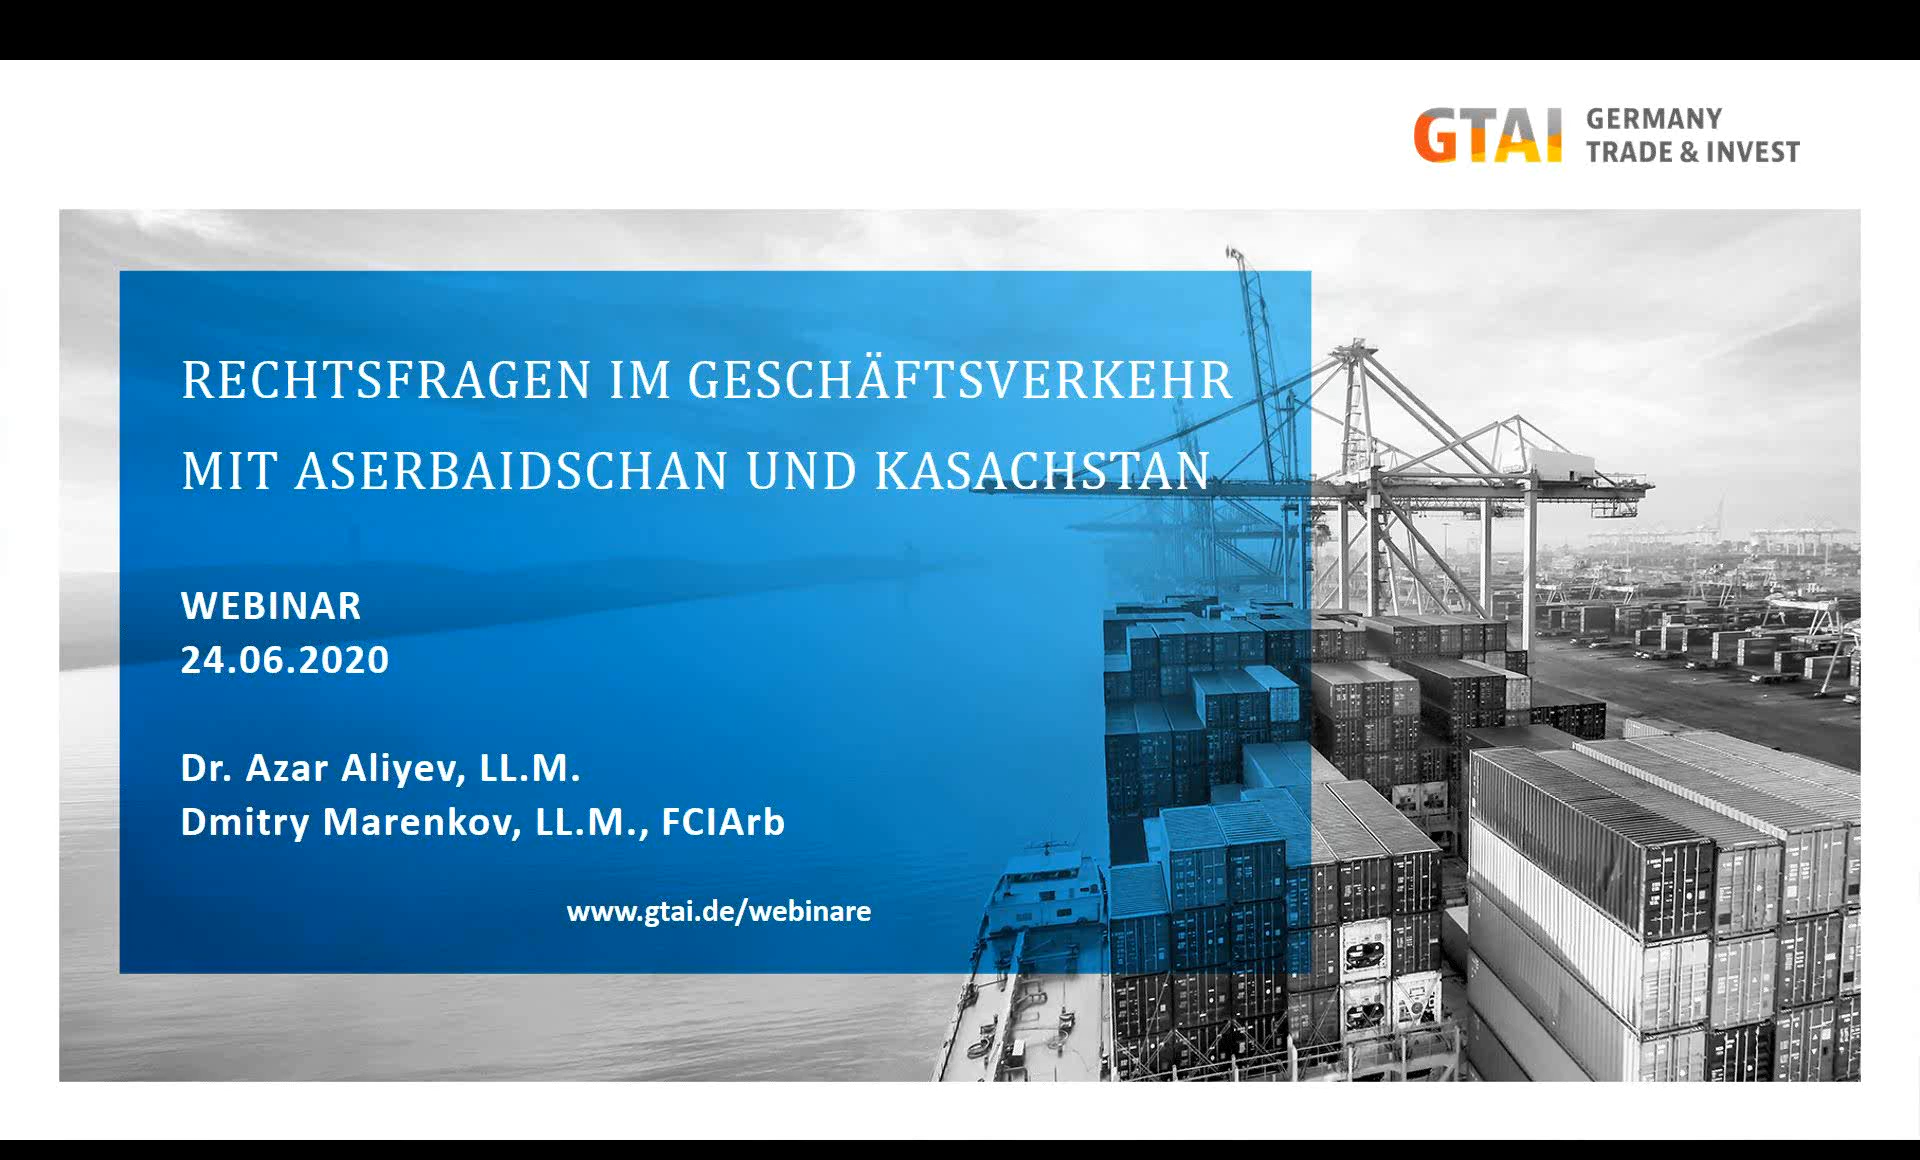 GTAI GERMANY
TRADE & INVEST
RECHTSFRAGEN IM GESCHÄFTSVERKEHR
MIT ASERBAIDSCHAN UND KASACHSTAN
WEBINAR
24.06.2020
Dr. Azar Aliyev, LL.M.
Dmitry Marenkov, LL.M., FCIArb
www.gtai.de/webinare